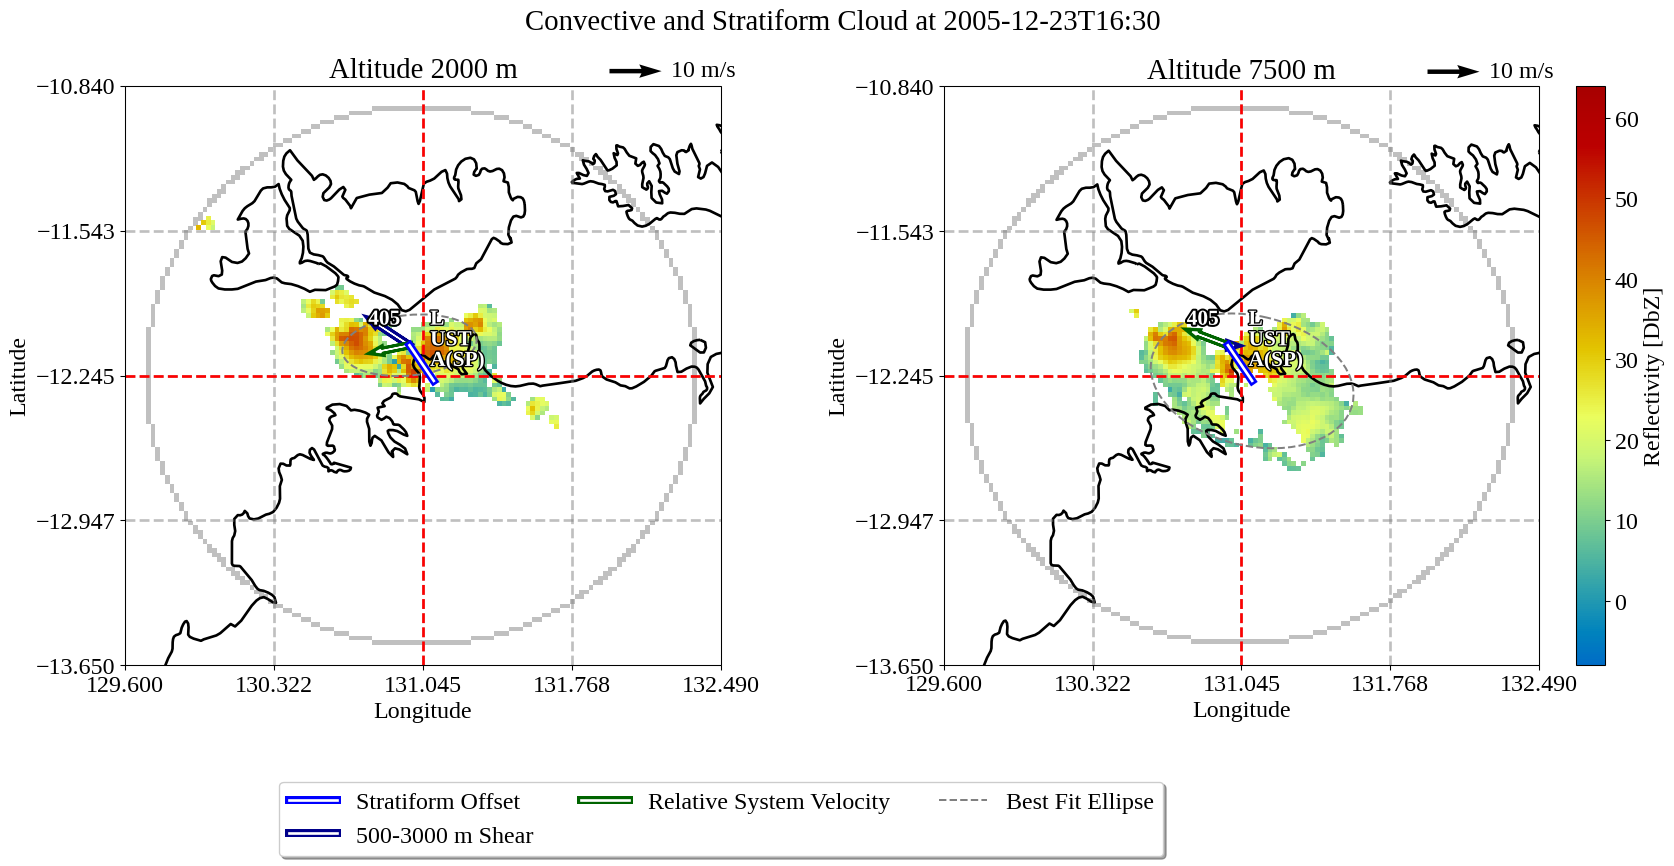 Convective and Stratiform Cloud at 2005-12-23T16:30
Altitude 2000 m
10 m/s
−10.840
−11.543
−12.245
−12.947
−13.650
129.600
130.322
131.045
131.768
132.490
Latitude
Longitude
405
L
UST
A(SP)
Altitude 7500 m
10 m/s
−10.840
−11.543
−12.245
−12.947
−13.650
129.600
130.322
131.045
131.768
132.490
Latitude
Longitude
405
L
UST
A(SP)
60
50
40
30
20
10
0
Reflectivity [DbZ]
Stratiform Offset
500-3000 m Shear
Relative System Velocity
Best Fit Ellipse